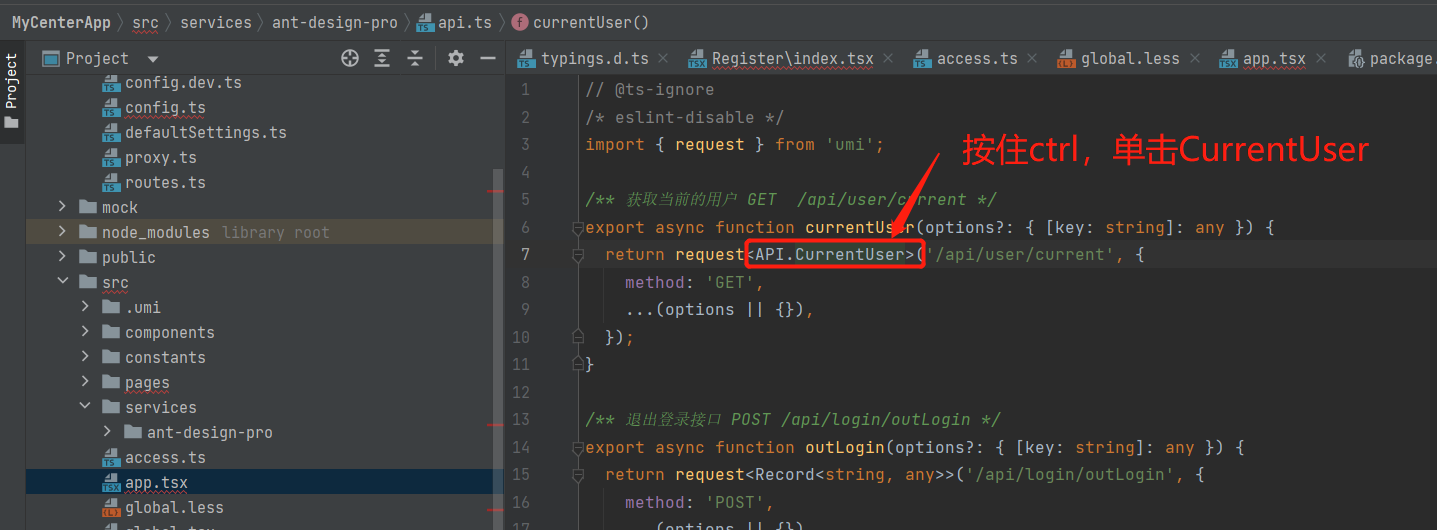 MyCenterApp src services ant-design-pro api.ts currentUser()
Project
Project
typings.d.ts Register\index.tsx access.ts global.less app.tsx package.
config.dev.ts
config.ts
defaultSettings.ts
proxy.ts
routes.ts
mock
node_modules library root
public
src
.umi
components
constants
pages
services
ant-design-pro
access.ts
app.tsx
global.less
global.tsx
1 // @ts-ignore
2 /* eslint-disable */
3 import { request } from 'umi';
4
按住ctrl，单击CurrentUser
5 /** 获取当前的用户 GET /api/user/current */
6 export async function currentUser(options?: { [key: string]: any }) {
7 return request<API.CurrentUser>('/api/user/current', {
8 method: 'GET',
9 ...(options || {}),
10 });
11 }
12
13 /** 退出登录接口 POST /api/login/outLogin */
14 export async function outLogin(options?: { [key: string]: any }) {
15 return request<Record<string, any>>('/api/login/outLogin', {
16 method: 'POST',
17 ...(options || {}),